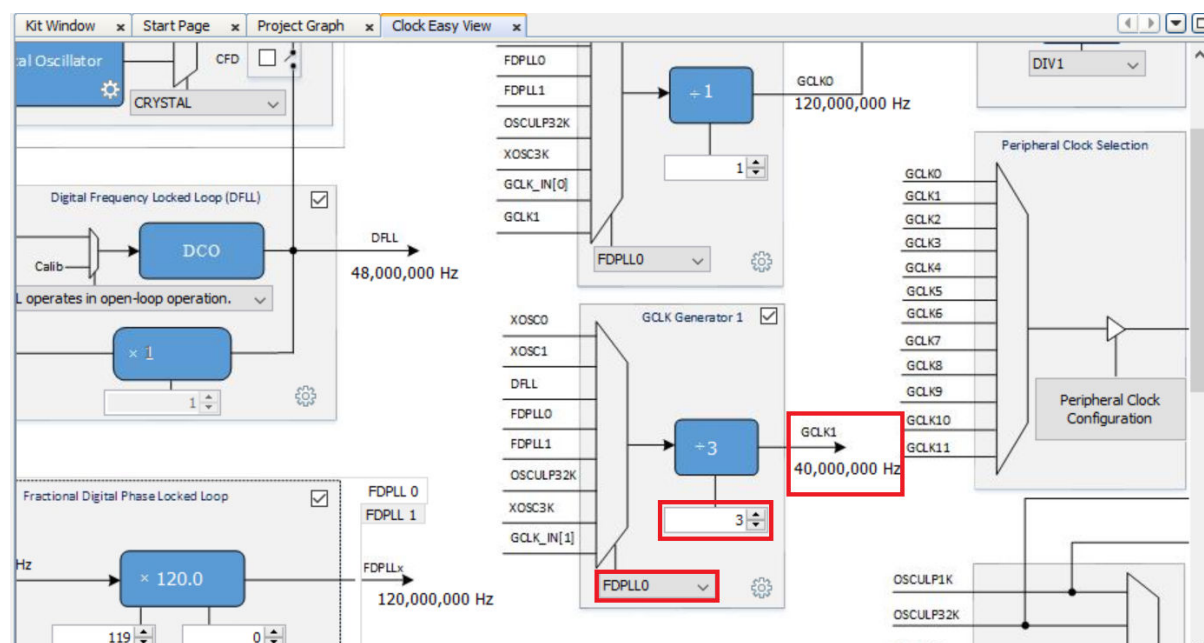 Kit Window x Start Page x Project Graph x Clock Easy View x
al Oscillator
CFD
CRYSTAL
Digital Frequency Locked Loop (DFLL)
Calib
DCO
DFLL
48,000,000 Hz
L operates in open-loop operation.
× 1
1
Fractional Digital Phase Locked Loop
FDPLL 0
FDPLL 1
Hz
× 120.0
FDPLLx
120,000,000 Hz
119
0
FDPLL0
FDPLL1
OSCULP32K
XOSC3K
GCLK_IN[0]
GCLK1
÷1
1
FDPLL0
GCLK0
120,000,000 Hz
GCLK Generator 1
XOSC0
XOSC1
DFLL
FDPLL0
FDPLL1
OSCULP32K
XOSC3K
GCLK_IN[1]
÷3
3
FDPLL0
GCLK1
40,000,000 Hz
DIV1
Peripheral Clock Selection
GCLK0
GCLK1
GCLK2
GCLK3
GCLK4
GCLK5
GCLK6
GCLK7
GCLK8
GCLK9
GCLK10
GCLK11
Peripheral Clock
Configuration
OSCULP1K
OSCULP32K